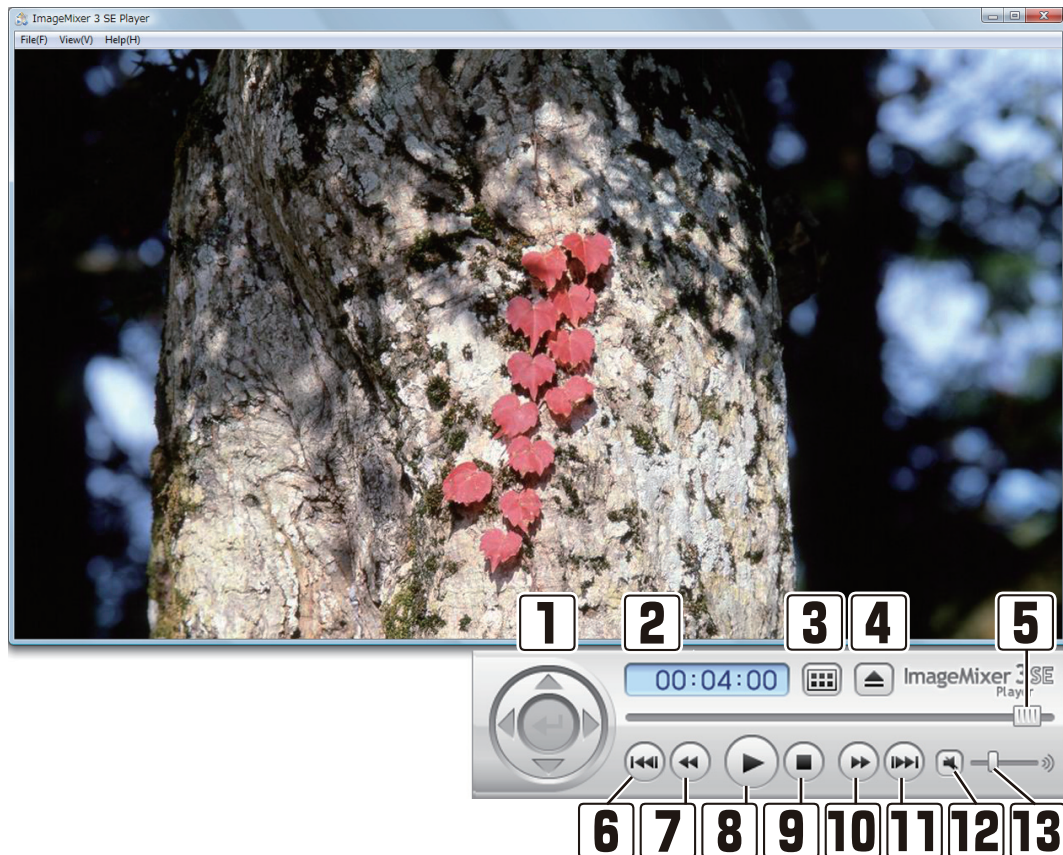 ImageMixer 3 SE Player
File(F) View(V) Help(H)
1 2 3 4 5
00:04:00
ImageMixer 3 SE
Player
6 7 8 9 10 11 12 13